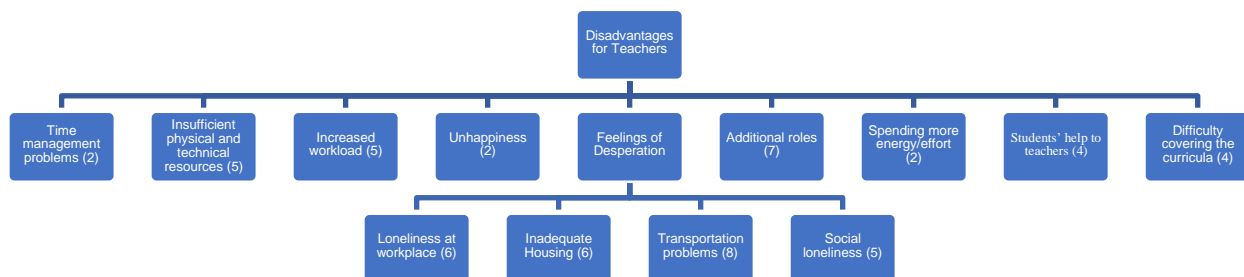 Disadvantages
for Teachers
Time
management
problems (2)
Insufficient
physical and
technical
resources (5)
Increased
workload (5)
Unhappiness
(2)
Feelings of
Desperation
Additional roles
(7)
Spending more
energy/effort
(2)
Students’ help to
teachers (4)
Difficulty
covering the
curricula (4)
Loneliness at
workplace (6)
Inadequate
Housing (6)
Transportation
problems (8)
Social
loneliness (5)